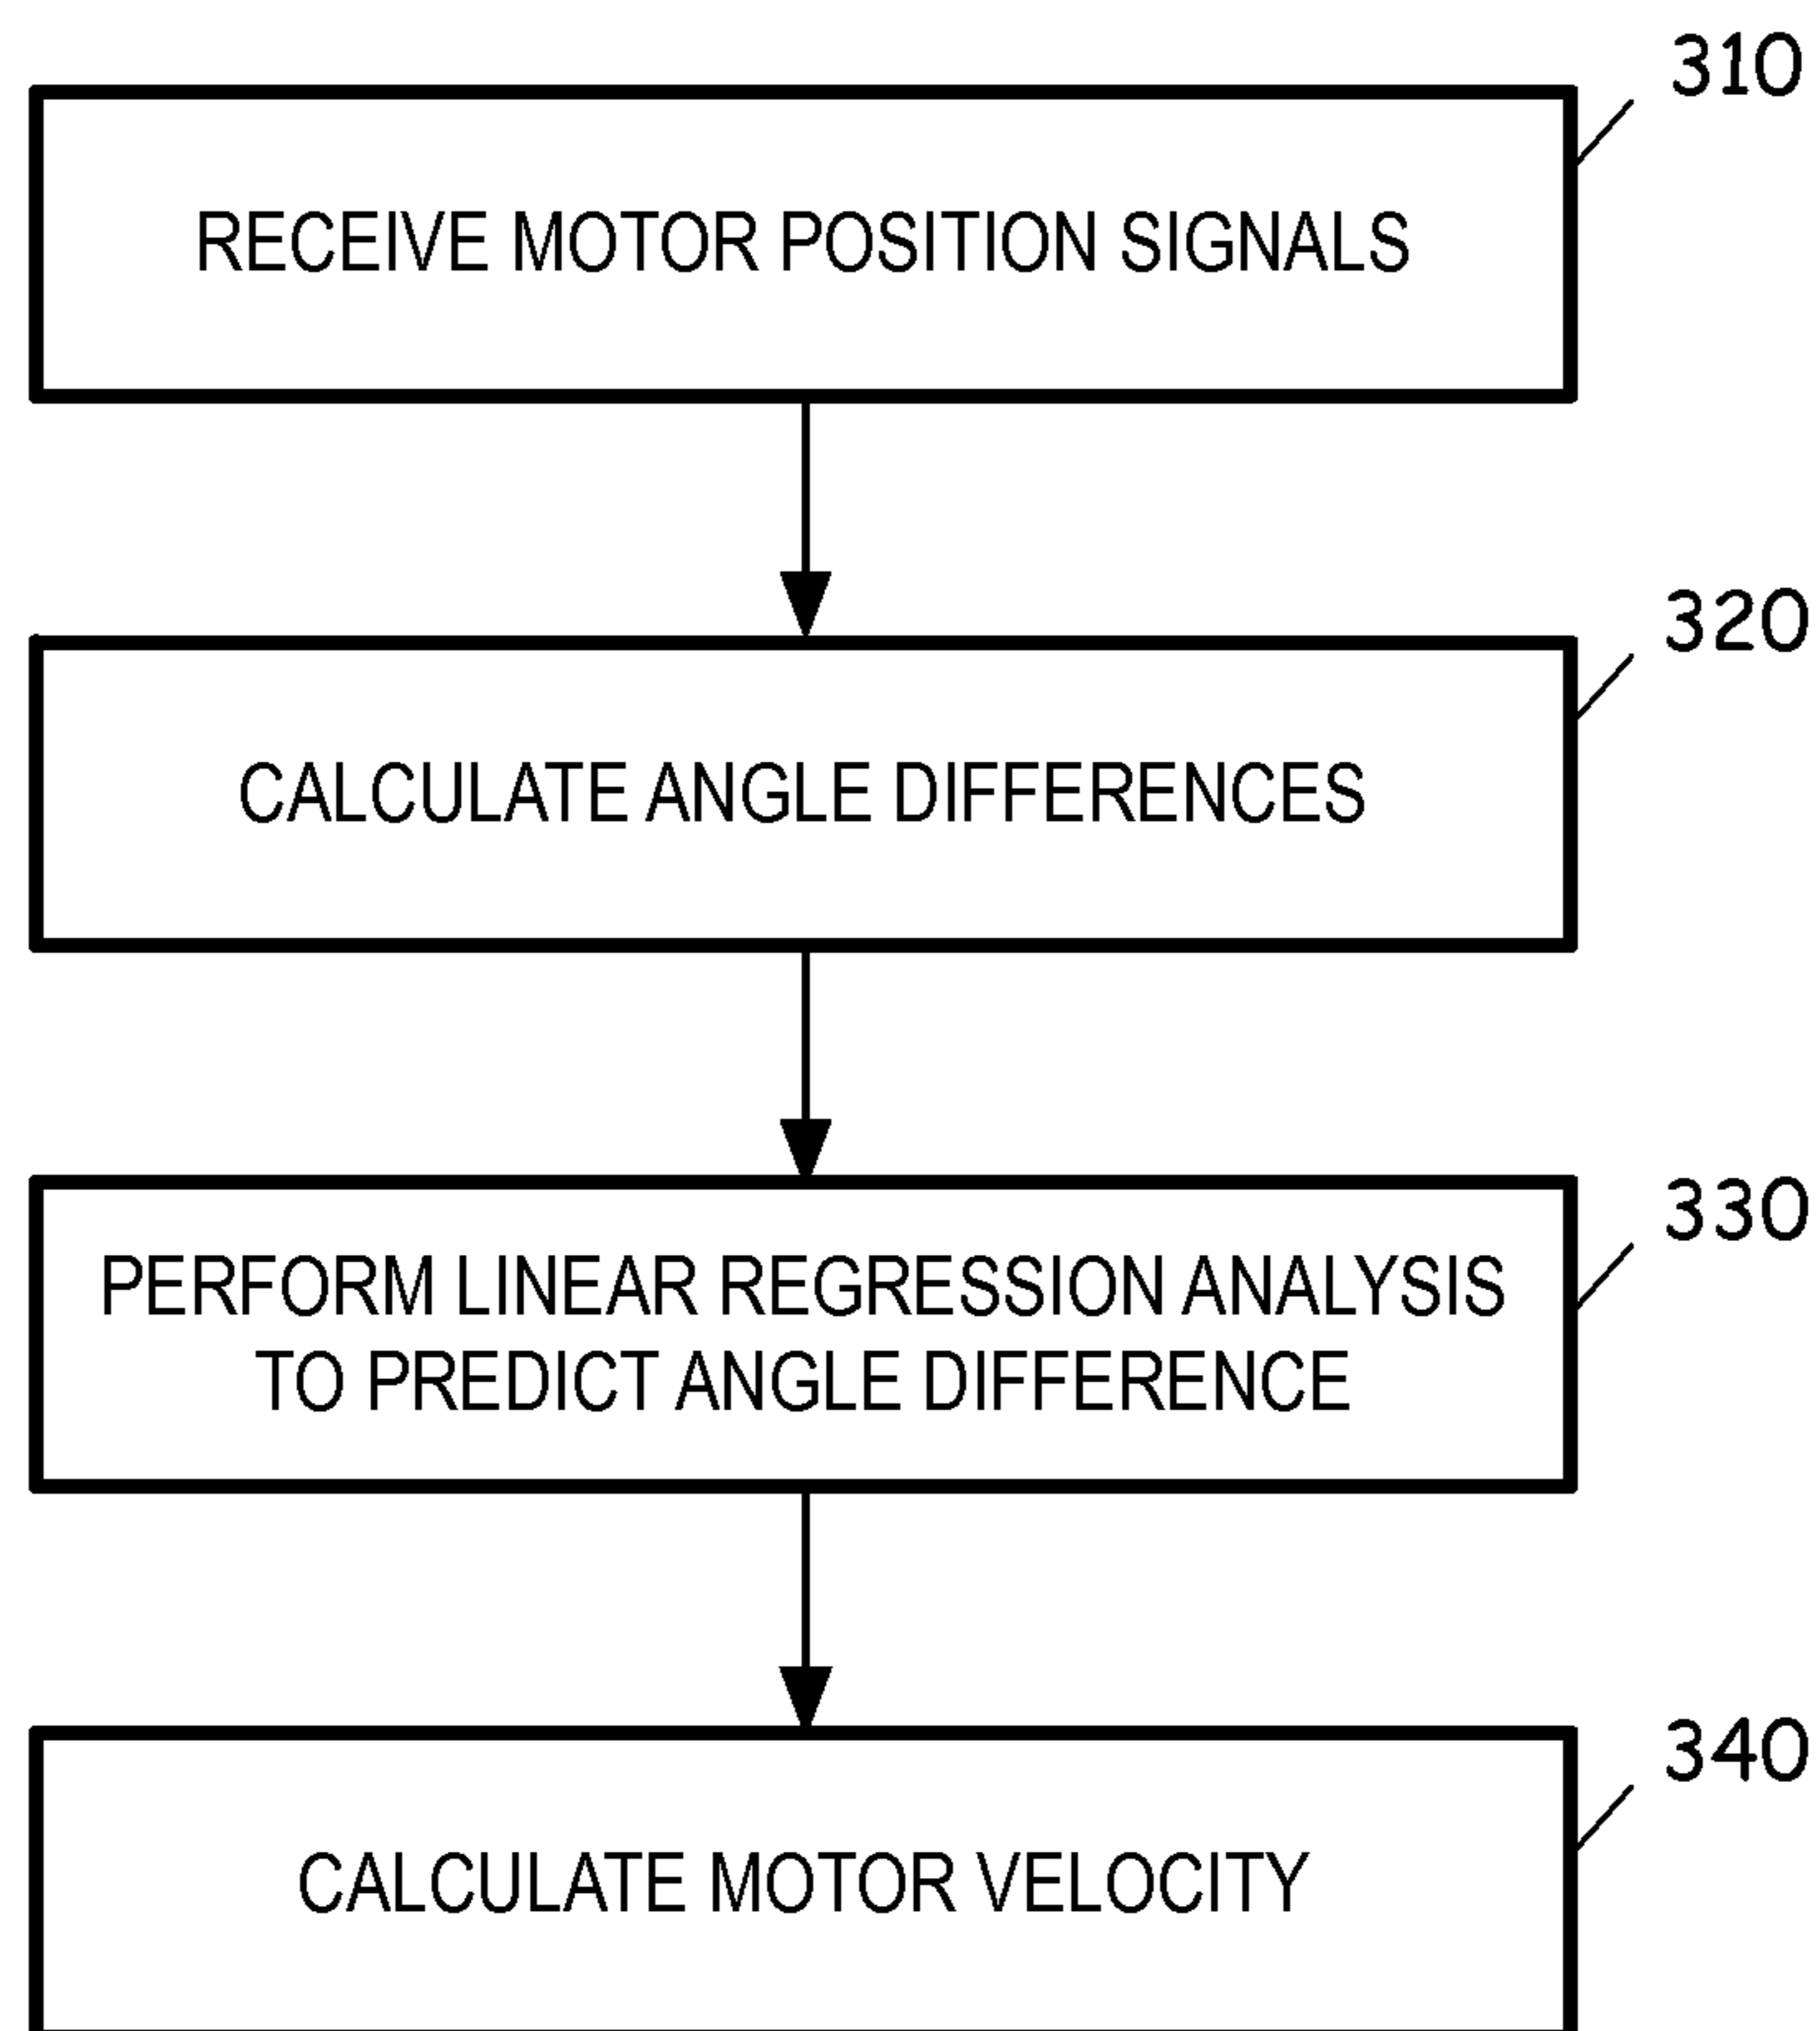 310
RECEIVE MOTOR POSITION SIGNALS
320
CALCULATE ANGLE DIFFERENCES
330
PERFORM LINEAR REGRESSION ANALYSIS
TO PREDICT ANGLE DIFFERENCE
340
CALCULATE MOTOR VELOCITY